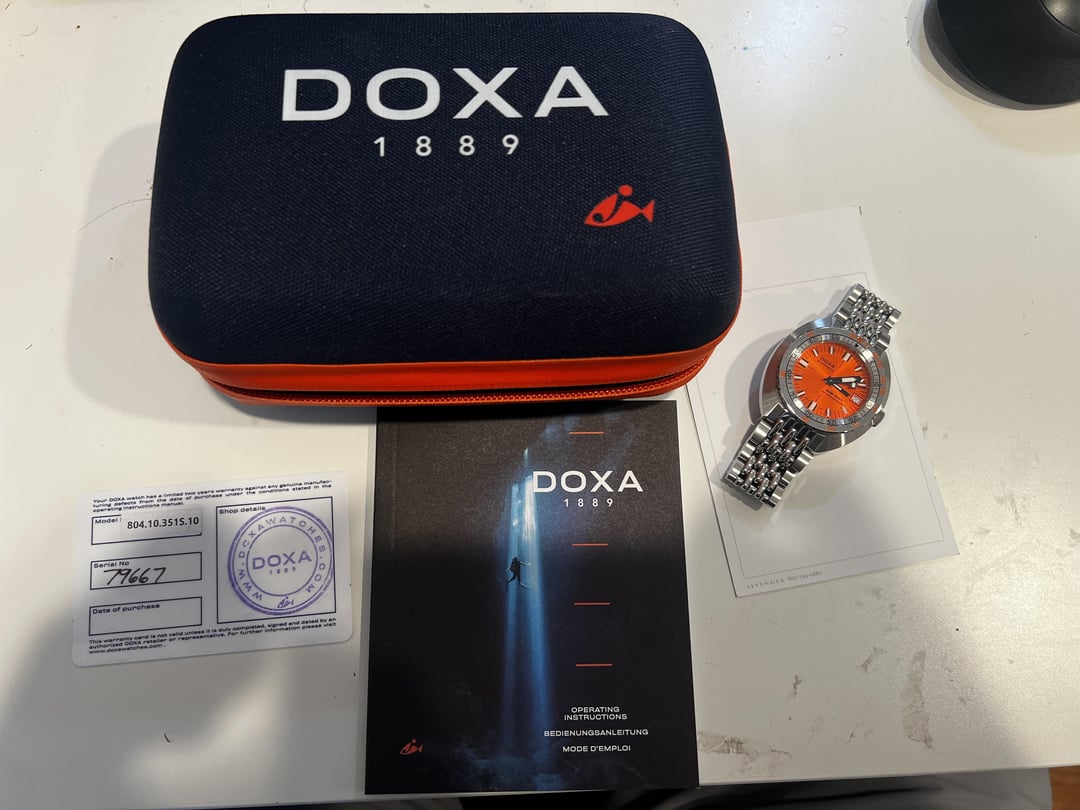 DOXA
1889
DOXA
Your DOXA watch has a limited two years warranty against any genuine manufac-
turing defects from the date of purchase under the conditions stated in the
operating instructions manual.
Model
804.10.351S.10
Serial No
79667
Date of purchase
Shop details
WWW.DOXAWATCHES.COM
DOXA
1889
This warranty card is not valid unless it is duly completed, signed and dated by an
authorized DOXA retailer or representative. For further information please visit
www.doxawatches.com.
DOXA
1889
OPERATING
INSTRUCTIONS
BEDIENUNGSANLEITUNG
MODE D'EMPLOI
LEVENGER